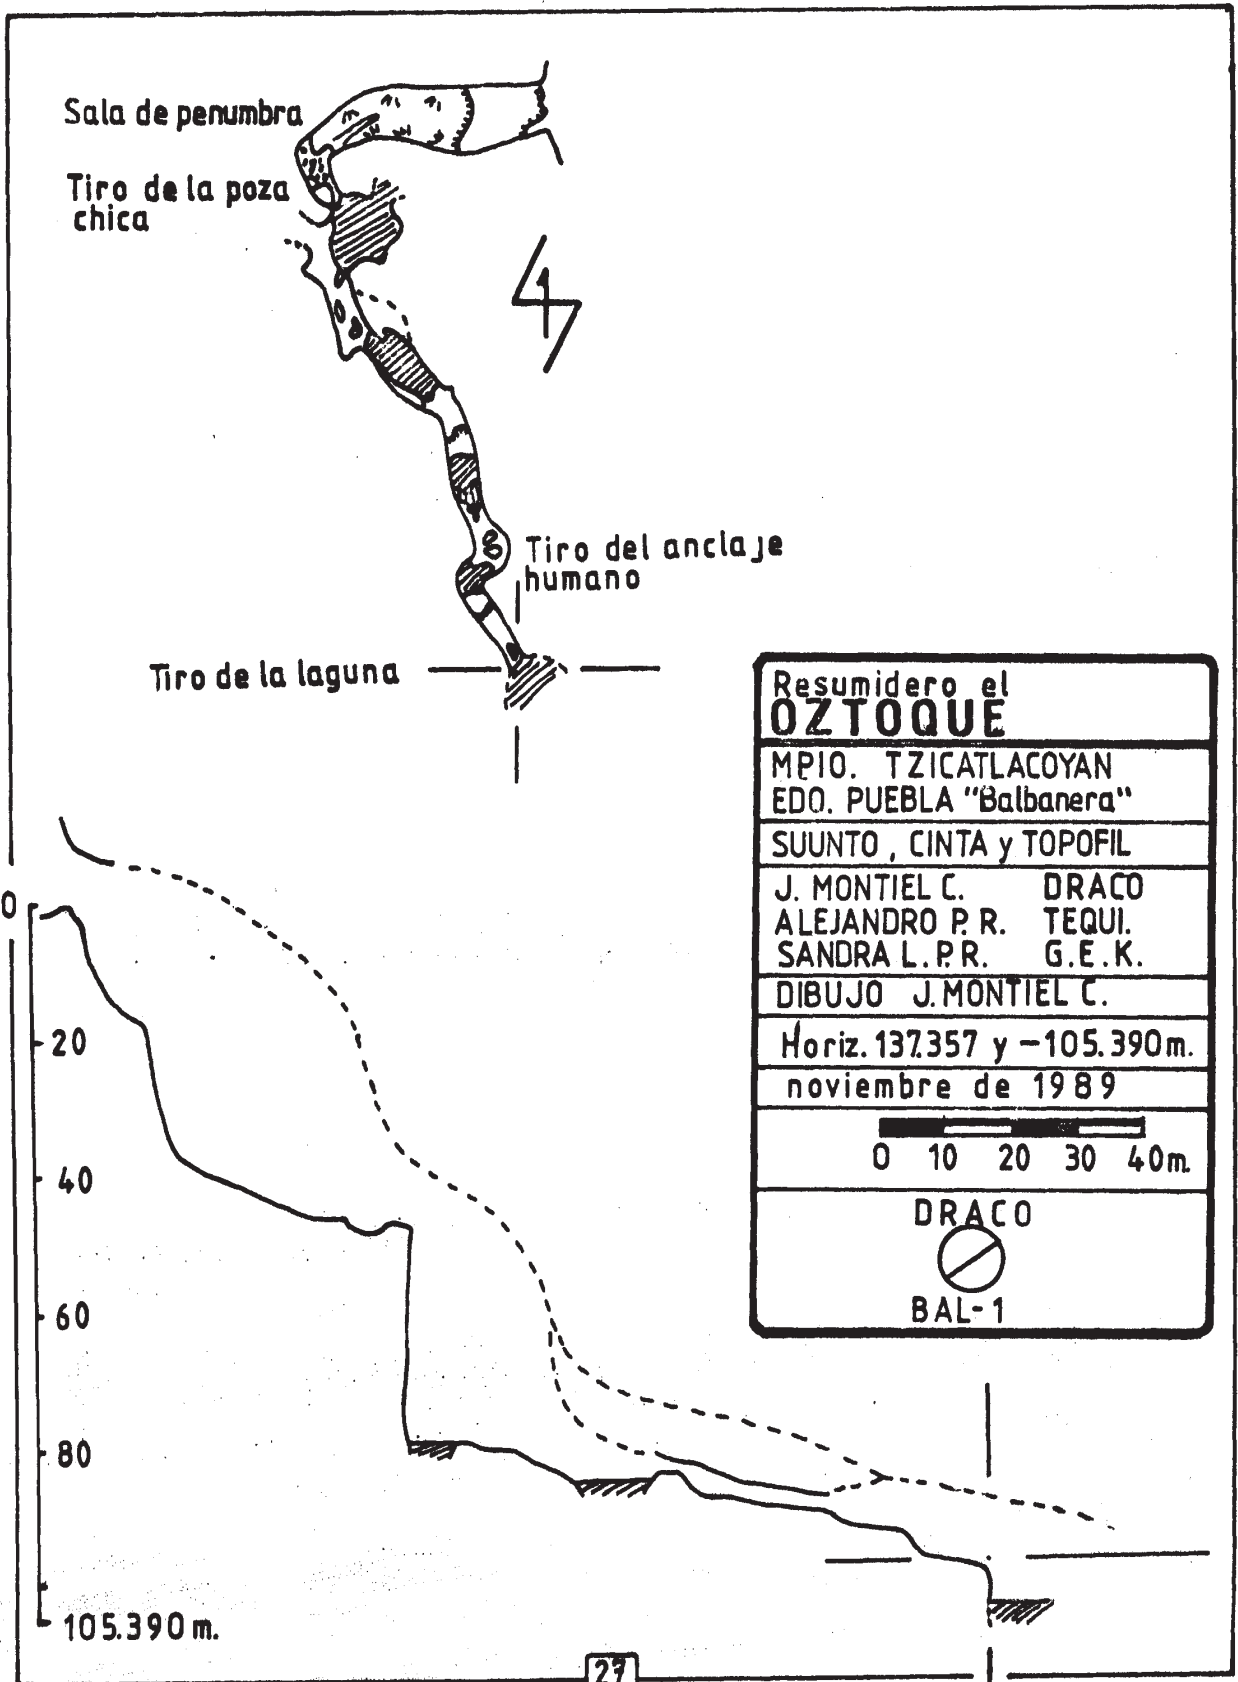 Sala de penumbra
Tiro de la poza
chica
Tiro del anclaje
humano
Tiro de la laguna
Resumidero el
OZTOQUE
MPIO. TZICATLACOYAN
EDO. PUEBLA "Balbanera"
SUUNTO, CINTA y TOPOFIL
J. MONTIEL C. DRACO
ALEJANDRO P. R. TEQUI.
SANDRA L. P. R. G.E.K.
DIBUJO J. MONTIEL C.
Horiz. 137.357 y -105.390m.
noviembre de 1989
0 10 20 30 40m.
DRACO
BAL-1
0
20
40
60
80
105.390m.
27